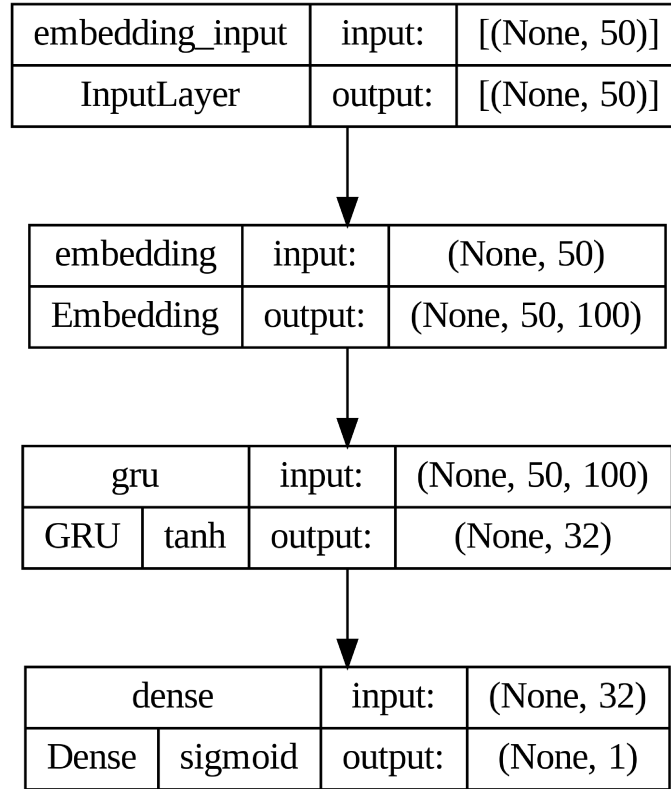 embedding_input input: [(None, 50)]
InputLayer output: [(None, 50)]
embedding input: (None, 50)
Embedding output: (None, 50, 100)
gru input: (None, 50, 100)
GRU tanh output: (None, 32)
dense input: (None, 32)
Dense sigmoid output: (None, 1)